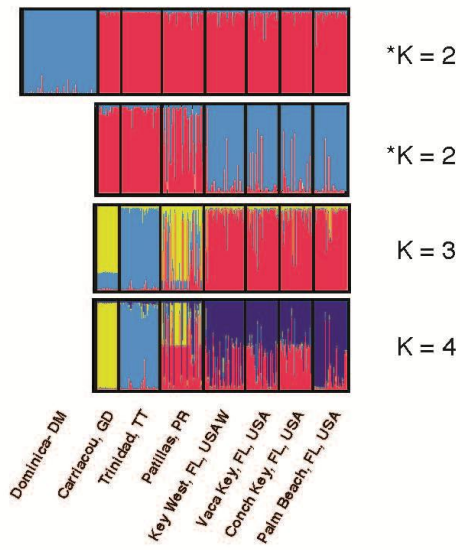 *K = 2
*K = 2
K = 3
K = 4
Dominica- DM
Carriacou, GD
Trinidad, TT
Patillas, PR
Key West, FL, USAW
Vaca Key, FL, USA
Conch Key, FL, USA
Palm Beach, FL, USA